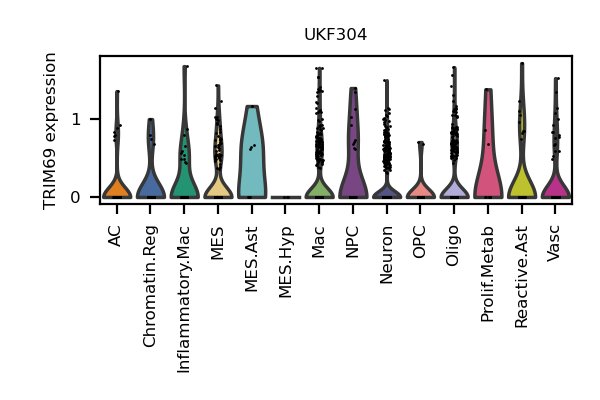 UKF304
TRIM69 expression
1
0
AC
Chromatin.Reg
Inflammatory.Mac
MES
MES.Ast
MES.Hyp
Mac
NPC
Neuron
OPC
Oligo
Prolif.Metab
Reactive.Ast
Vasc